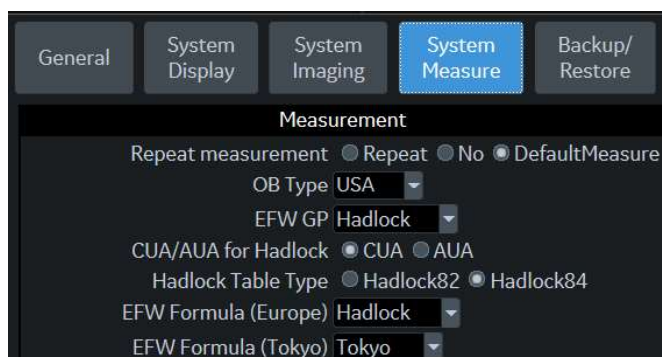 General
System Display
System Imaging
System Measure
Backup/ Restore
Measurement
Repeat measurement Repeat No DefaultMeasure
OB Type USA
EFW GP Hadlock
CUA/AUA for Hadlock CUA AUA
Hadlock Table Type Hadlock82 Hadlock84
EFW Formula (Europe) Hadlock
EFW Formula (Tokyo) Tokyo